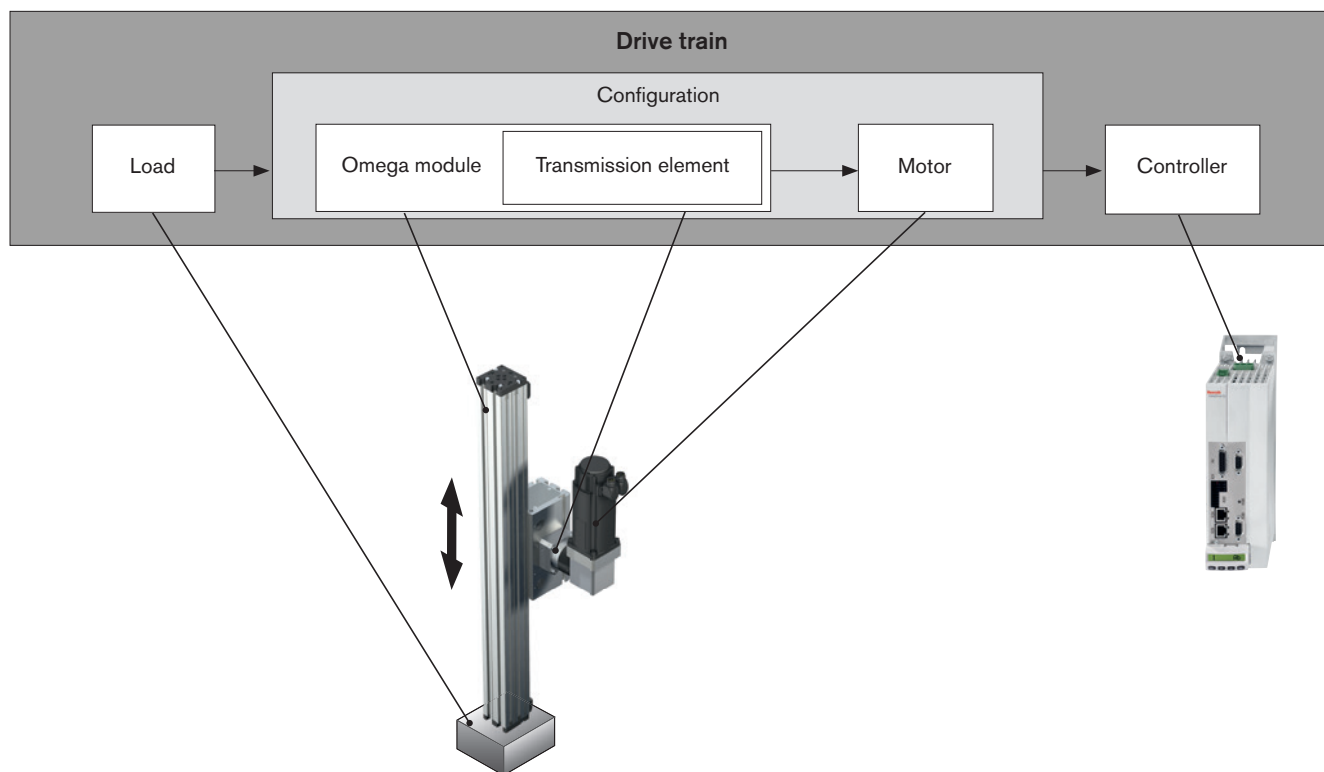 Drive train
Configuration
Load
Omega module
Transmission element
Motor
Controller